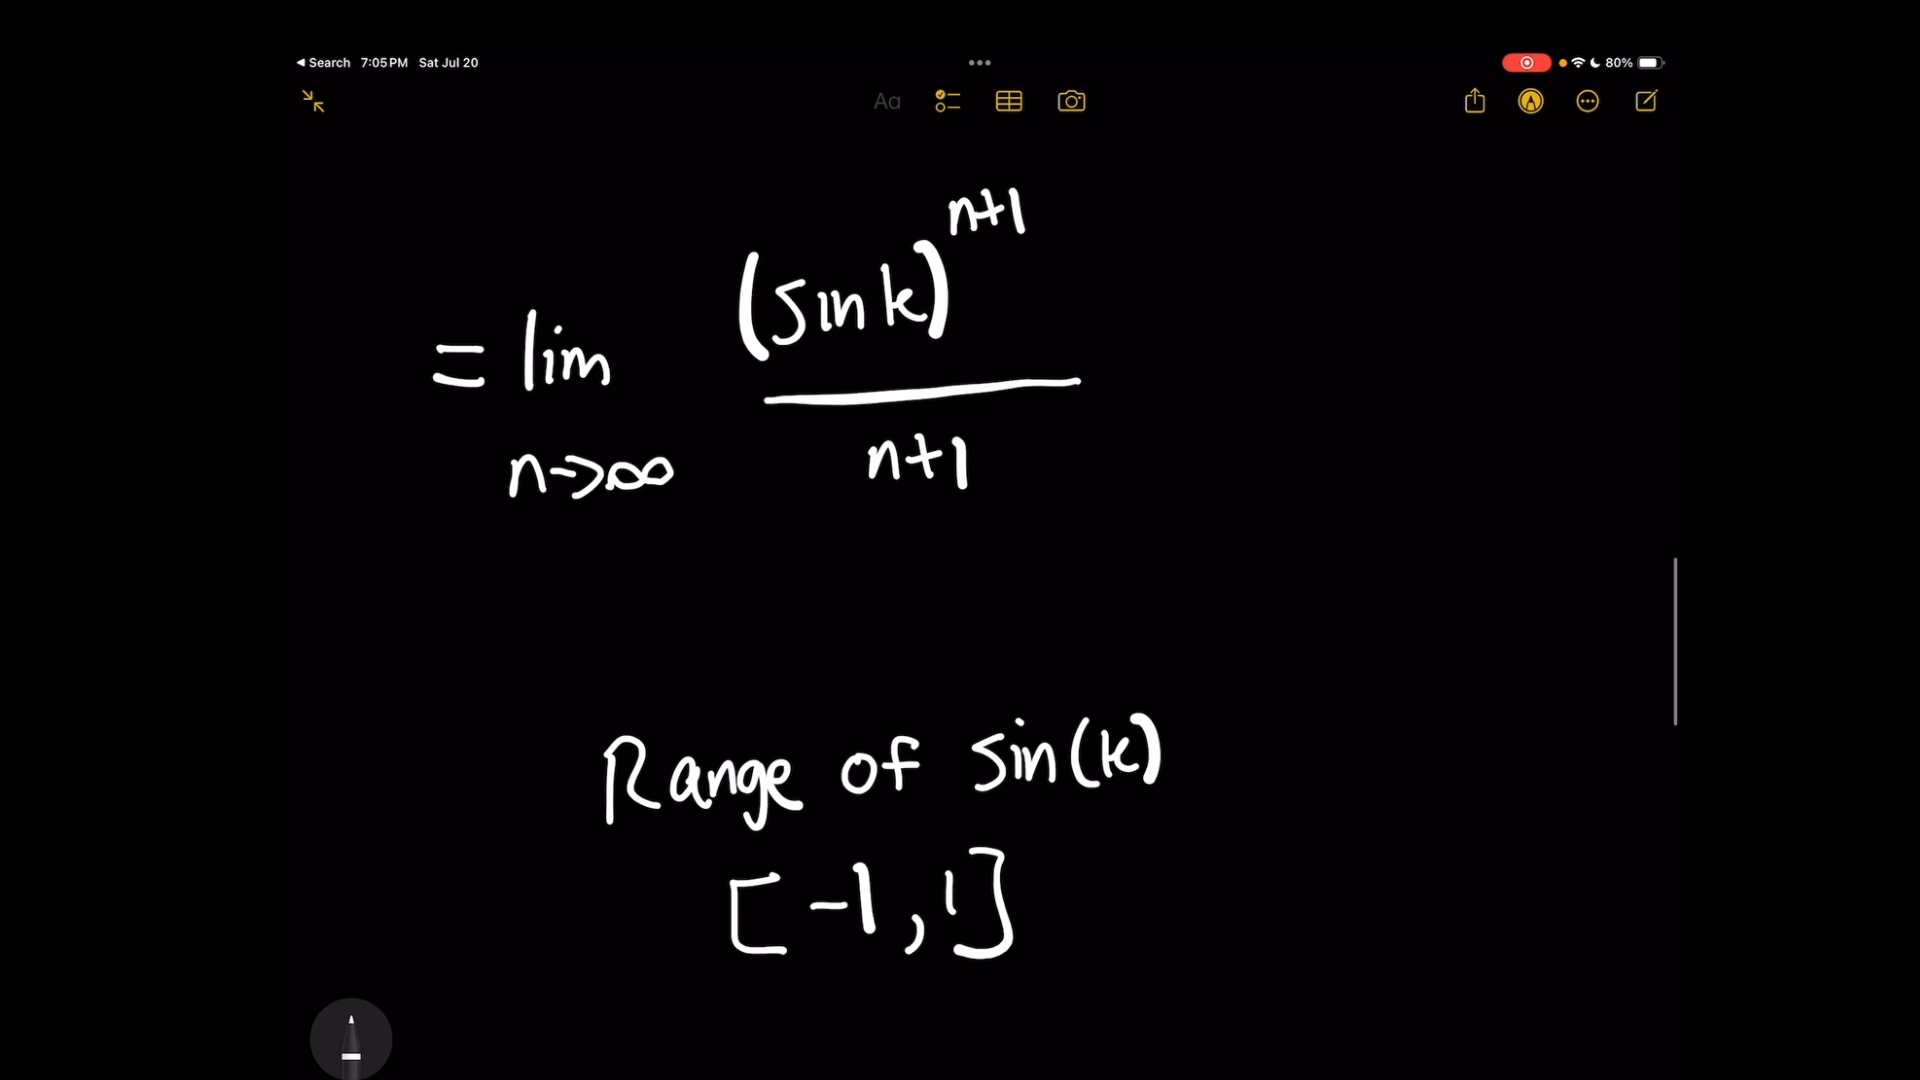 Search 7:05 PM Sat Jul 20
80%
Aa
= lim (sin k)^{n+1}
n→∞ n+1
Range of sin(k)
[-1, 1]